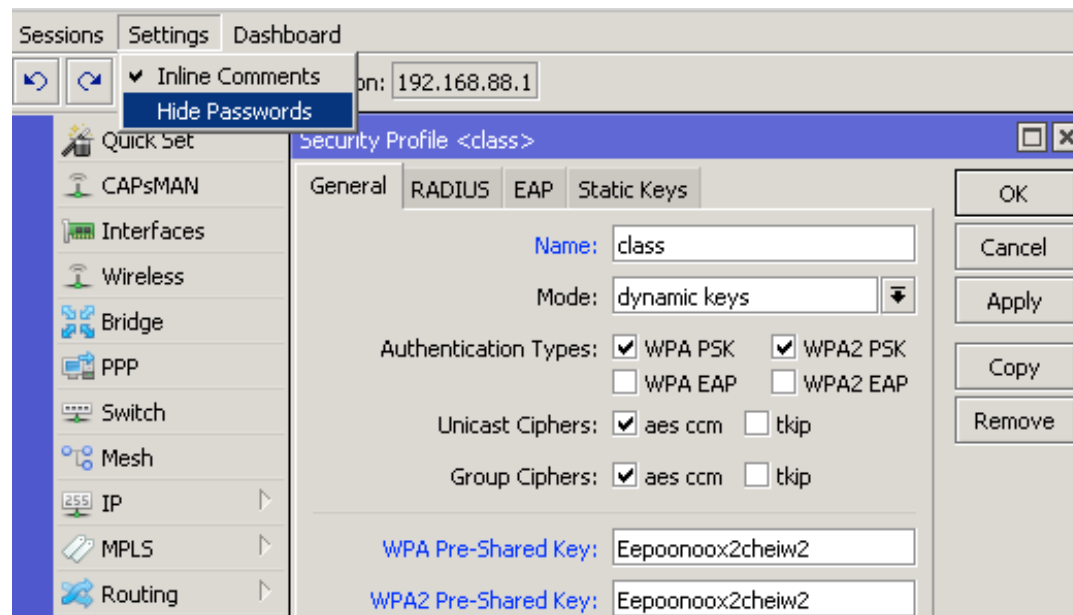 Sessions Settings Dashboard
✔ Inline Comments
Hide Passwords
on: 192.168.88.1
Quick Set
CAPsMAN
Interfaces
Wireless
Bridge
PPP
Switch
Mesh
255 IP
MPLS
Routing
Security Profile <class>
General RADIUS EAP Static Keys
Name: class
Mode: dynamic keys
Authentication Types: ✔ WPA PSK ✔ WPA2 PSK
WPA EAP WPA2 EAP
Unicast Ciphers: ✔ aes ccm tkip
Group Ciphers: ✔ aes ccm tkip
WPA Pre-Shared Key: Eepoonoox2cheiw2
WPA2 Pre-Shared Key: Eepoonoox2cheiw2
OK
Cancel
Apply
Copy
Remove